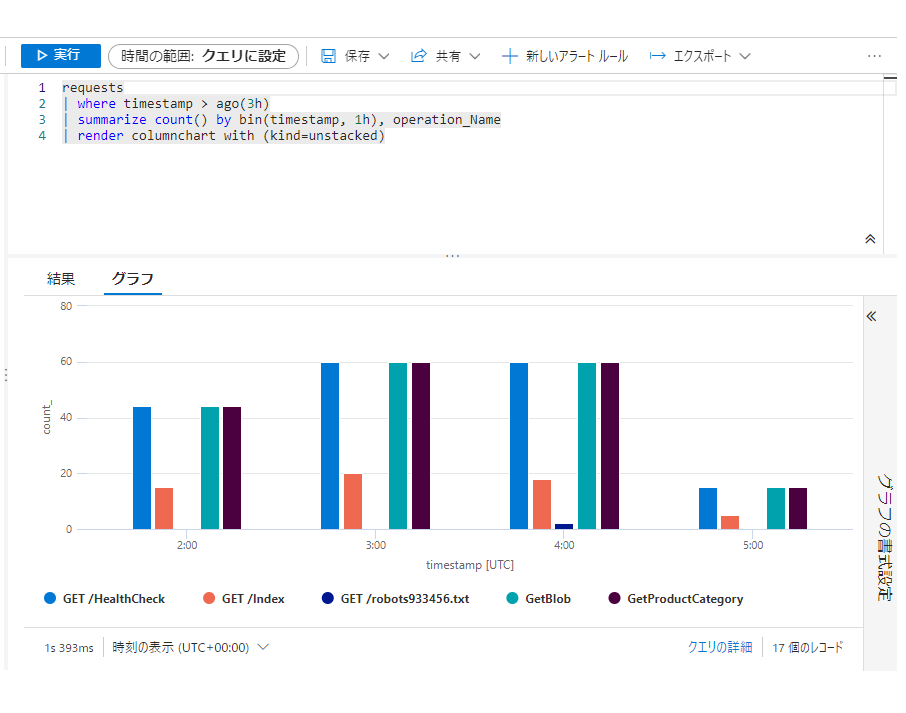 実行
時間の範囲: クエリに設定
保存
共有
新しいアラート ルール
エクスポート
...
1 requests
2 | where timestamp > ago(3h)
3 | summarize count() by bin(timestamp, 1h), operation_Name
4 | render columnchart with (kind=unstacked)
結果
グラフ
80
60
40
20
0
count_
2:00
3:00
4:00
5:00
timestamp [UTC]
GET /HealthCheck
GET /Index
GET /robots933456.txt
GetBlob
GetProductCategory
グラフの書式設定
1s 393ms
時刻の表示 (UTC+00:00)
クエリの詳細
17 個のレコード